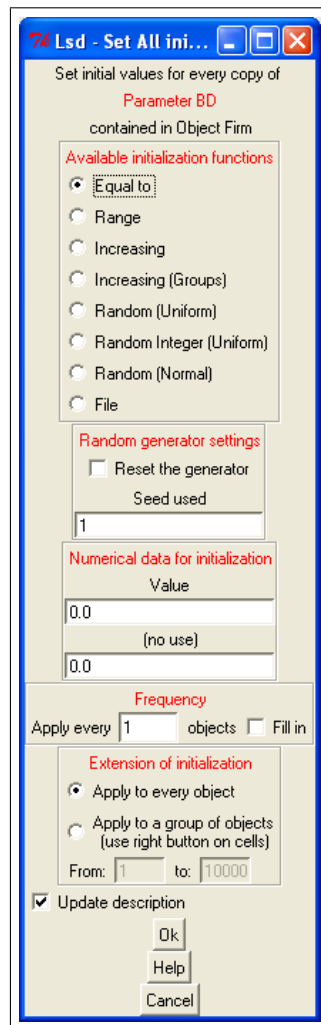 Lsd - Set All ini...
Set initial values for every copy of
Parameter BD
contained in Object Firm
Available initialization functions
Equal to
Range
Increasing
Increasing (Groups)
Random (Uniform)
Random Integer (Uniform)
Random (Normal)
File
Random generator settings
Reset the generator
Seed used
1
Numerical data for initialization
Value
0.0
(no use)
0.0
Frequency
Apply every 1 objects Fill in
Extension of initialization
Apply to every object
Apply to a group of objects
(use right button on cells)
From: 1 to: 10000
Update description
Ok
Help
Cancel